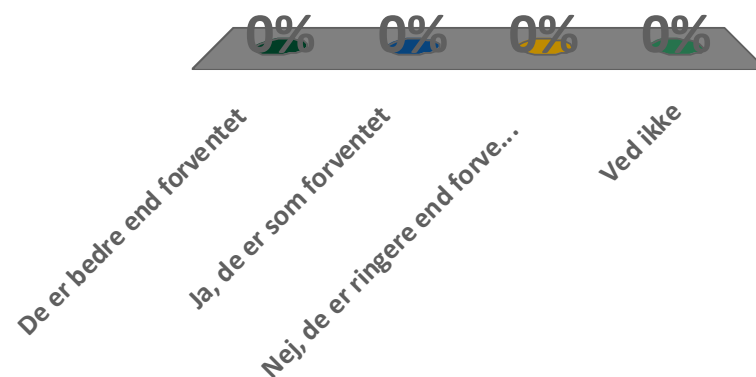 0% 0% 0% 0%
De er bedre end forventet
Ja, de er som forventet
Nej, de er ringere end forve...
Ved ikke